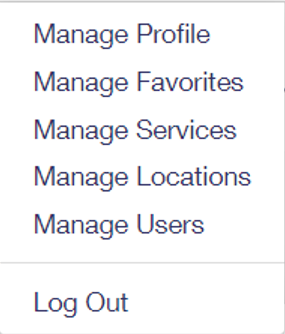 Manage Profile
Manage Favorites
Manage Services
Manage Locations
Manage Users
Log Out